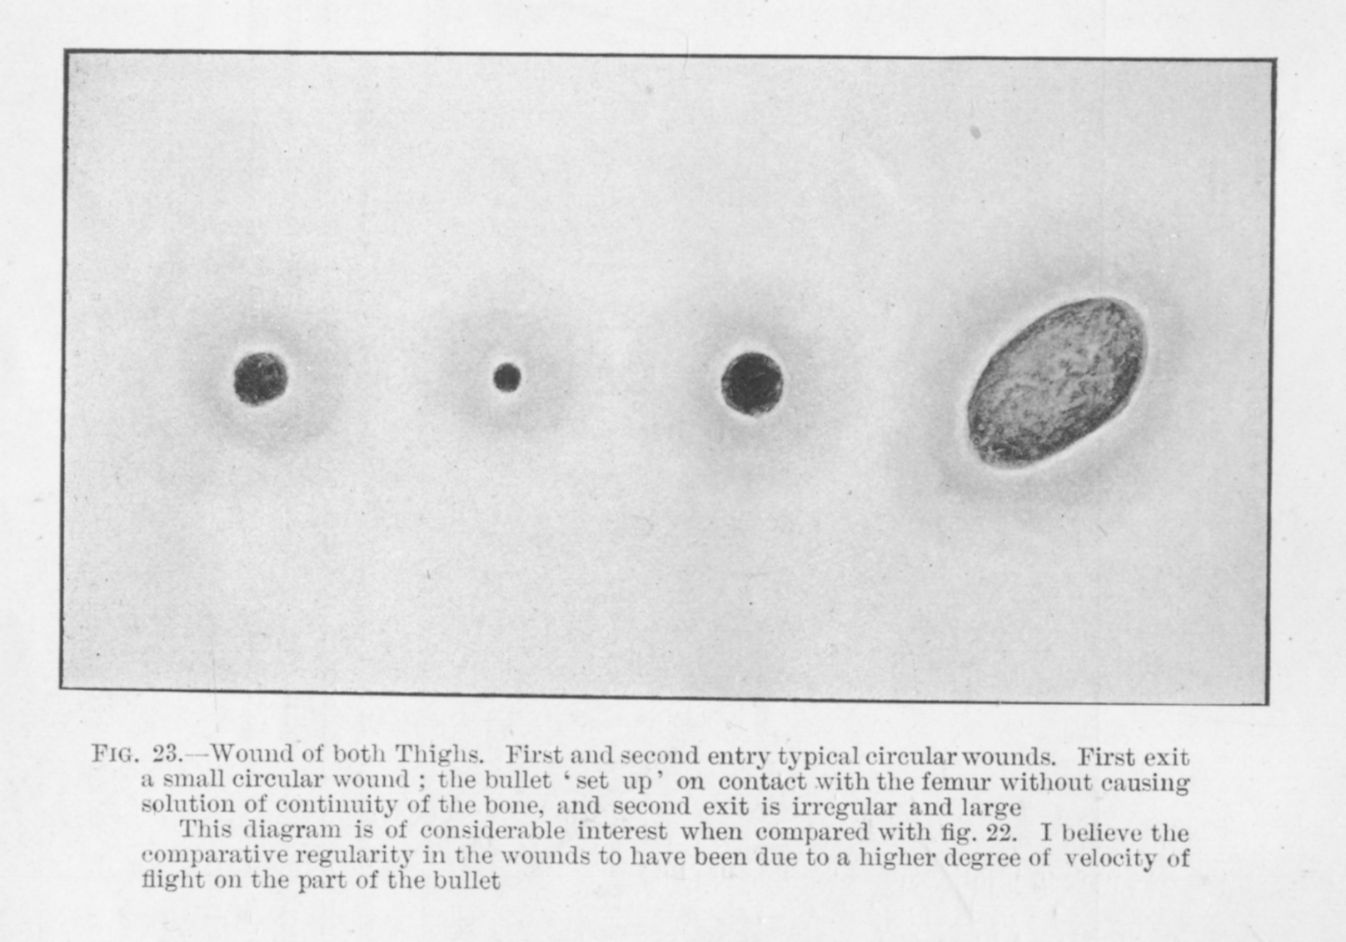 FIG. 23.—Wound of both Thighs. First and second entry typical circular wounds. First exit
a small circular wound ; the bullet ‘ set up ’ on contact with the femur without causing
solution of continuity of the bone, and second exit is irregular and large
This diagram is of considerable interest when compared with fig. 22. I believe the
comparative regularity in the wounds to have been due to a higher degree of velocity of
flight on the part of the bullet